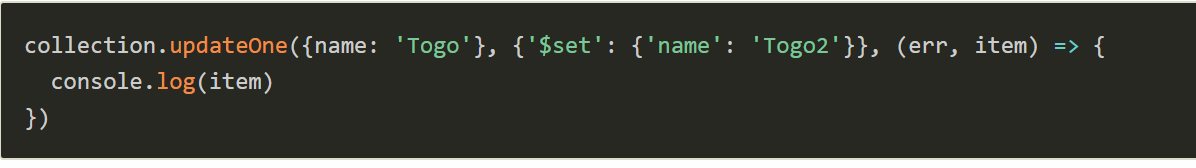 collection.updateOne({name: 'Togo'}, {'$set': {'name': 'Togo2'}}, (err, item) => {
  console.log(item)
})